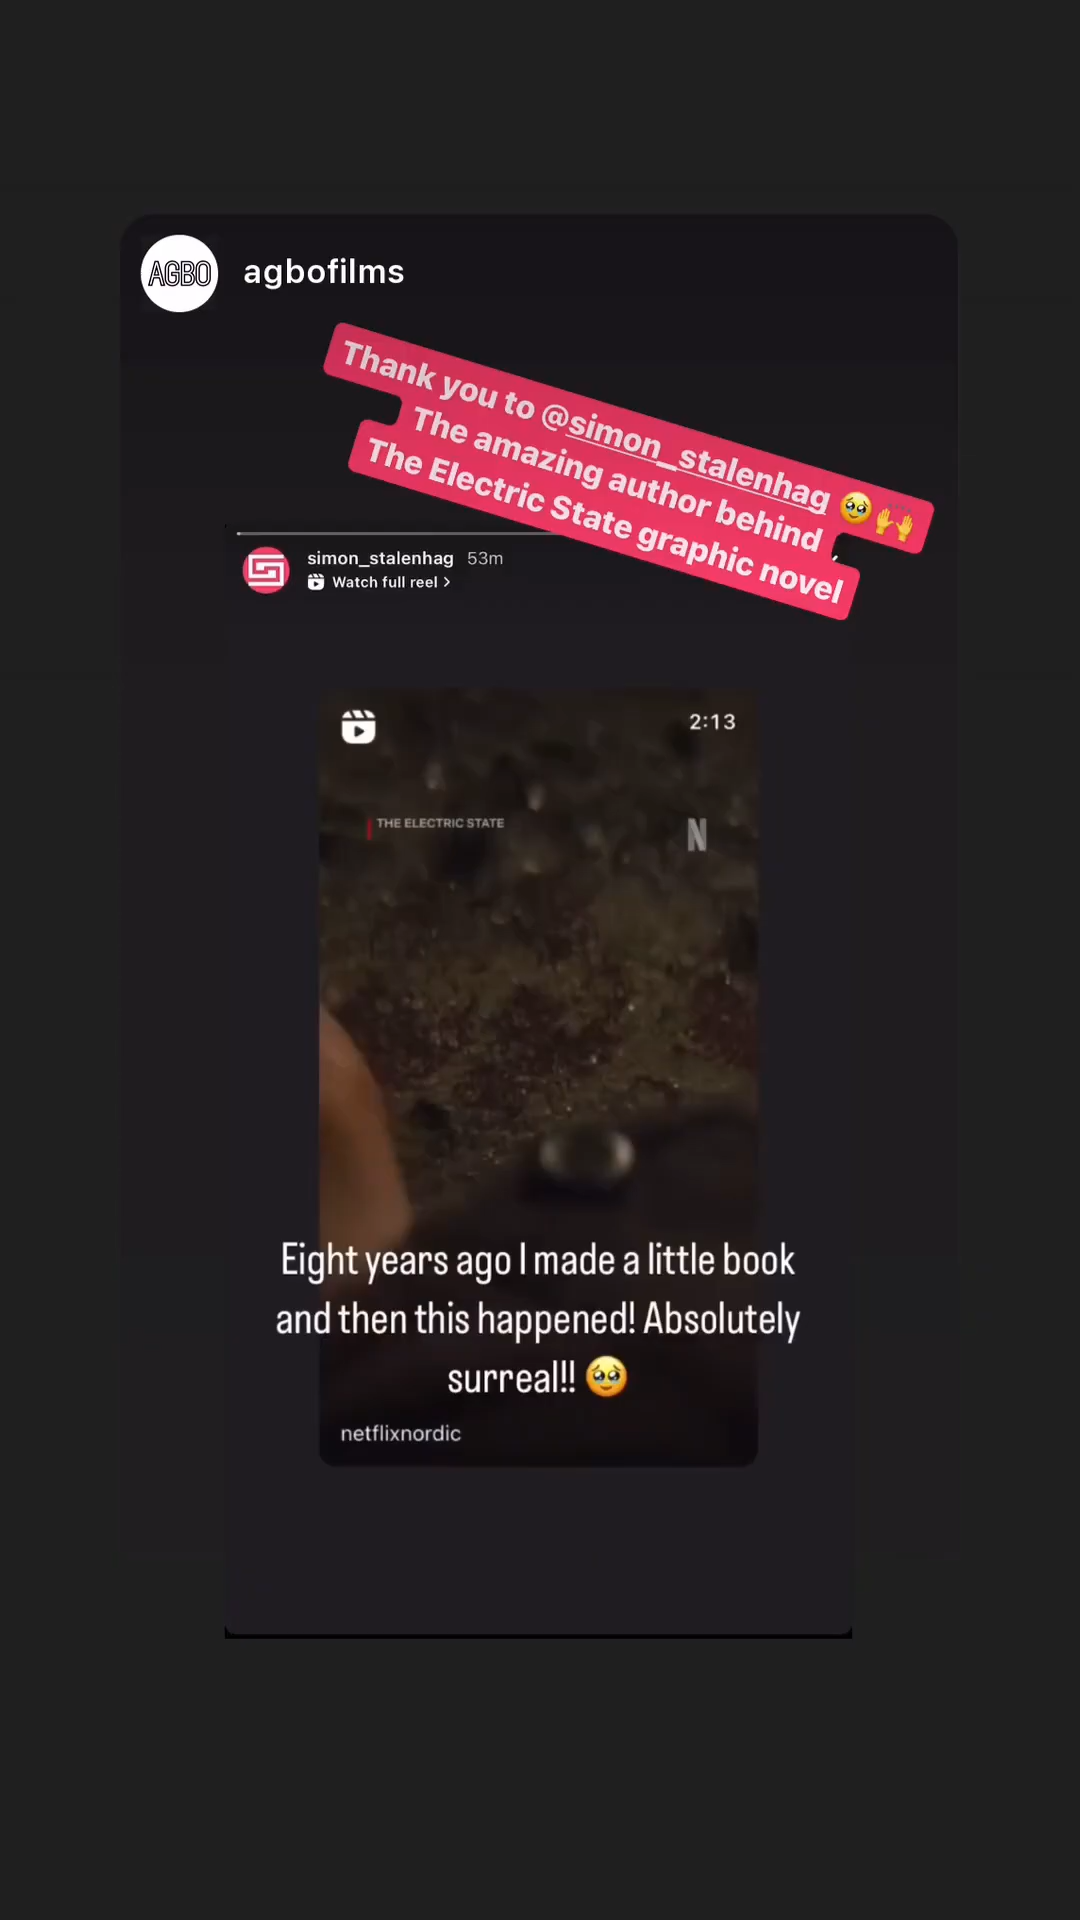 AGBO
agbofilms
Thank you to @simon_stalenhag 🥹🙌
The amazing author behind
The Electric State graphic novel
simon_stalenhag 53m
Watch full reel >
2:13
THE ELECTRIC STATE
N
Eight years ago I made a little book
and then this happened! Absolutely
surreal!! 🥹
netflixnordic